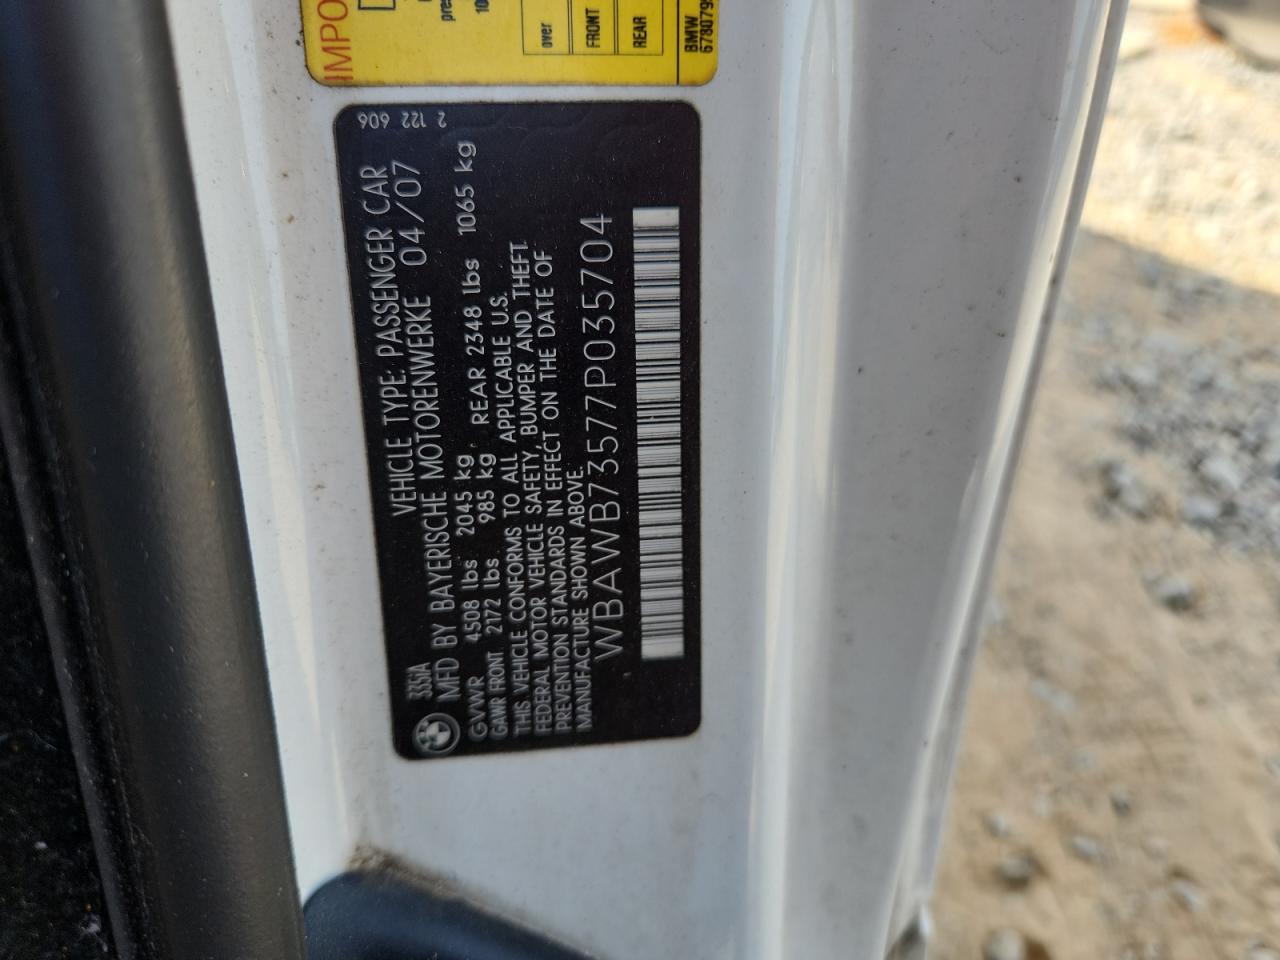 IMPO
pres
10
over
FRONT
REAR
BMW
6780795
2 122 606
VEHICLE TYPE: PASSENGER CAR
335IA
MFD BY BAYERISCHE MOTORENWERKE 04/07
GVWR 4508 lbs 2045 kg
GAWR FRONT 2172 lbs 985 kg REAR 2348 lbs 1065 kg
THIS VEHICLE CONFORMS TO ALL APPLICABLE U.S.
FEDERAL MOTOR VEHICLE SAFETY, BUMPER AND THEFT
PREVENTION STANDARDS IN EFFECT ON THE DATE OF
MANUFACTURE SHOWN ABOVE.
WBAWB73577P035704